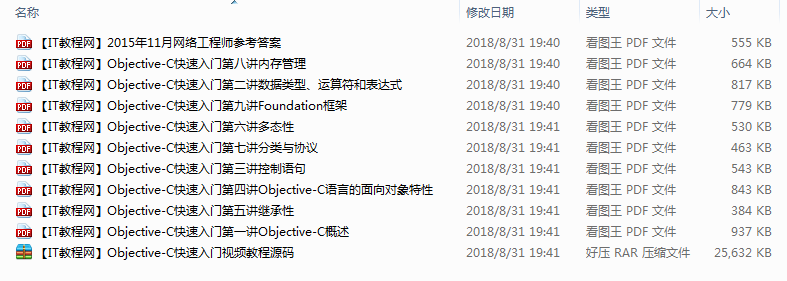 名称 修改日期 类型 大小
【IT教程网】2015年11月网络工程师参考答案 2018/8/31 19:40 看图王 PDF 文件 555 KB
【IT教程网】Objective-C快速入门第八讲内存管理 2018/8/31 19:40 看图王 PDF 文件 664 KB
【IT教程网】Objective-C快速入门第二讲数据类型、运算符和表达式 2018/8/31 19:40 看图王 PDF 文件 817 KB
【IT教程网】Objective-C快速入门第九讲Foundation框架 2018/8/31 19:40 看图王 PDF 文件 779 KB
【IT教程网】Objective-C快速入门第六讲多态性 2018/8/31 19:41 看图王 PDF 文件 530 KB
【IT教程网】Objective-C快速入门第七讲分类与协议 2018/8/31 19:41 看图王 PDF 文件 463 KB
【IT教程网】Objective-C快速入门第三讲控制语句 2018/8/31 19:41 看图王 PDF 文件 543 KB
【IT教程网】Objective-C快速入门第四讲Objective-C语言的面向对象特性 2018/8/31 19:41 看图王 PDF 文件 843 KB
【IT教程网】Objective-C快速入门第五讲继承性 2018/8/31 19:41 看图王 PDF 文件 384 KB
【IT教程网】Objective-C快速入门第一讲Objective-C概述 2018/8/31 19:41 看图王 PDF 文件 937 KB
【IT教程网】Objective-C快速入门视频教程源码 2018/8/31 19:41 好压 RAR 压缩文件 25,632 KB